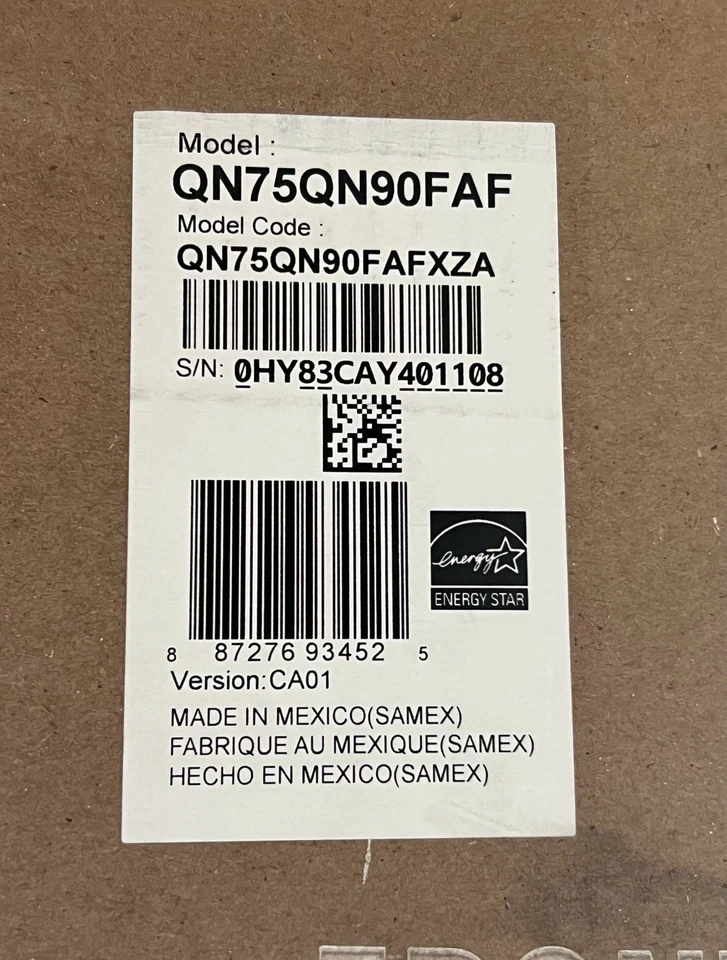 Model :
QN75QN90FAF
Model Code :
QN75QN90FAFXZA
S/N: 0HY83CAY401108
energy
ENERGY STAR
8 87276 93452 5
Version:CA01
MADE IN MEXICO(SAMEX)
FABRIQUE AU MEXIQUE(SAMEX)
HECHO EN MEXICO(SAMEX)